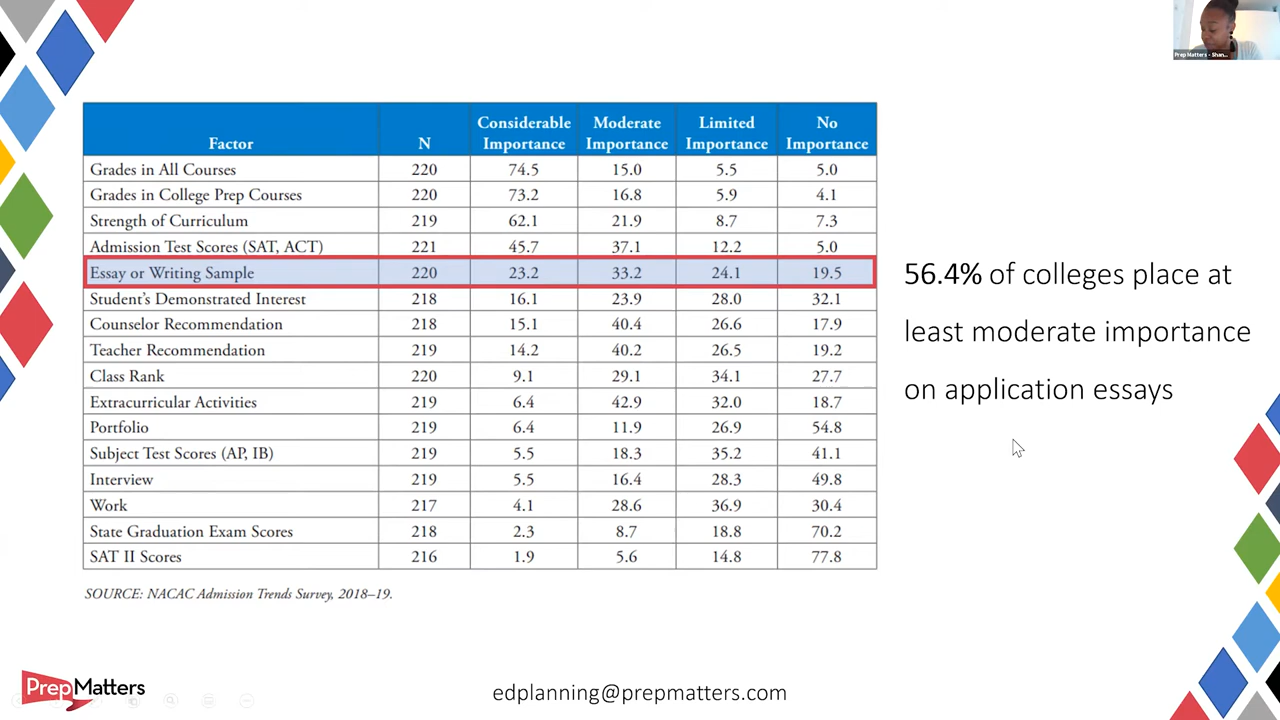 Prep Matters - Shan...
Factor N Considerable Importance Moderate Importance Limited Importance No Importance
Grades in All Courses 220 74.5 15.0 5.5 5.0
Grades in College Prep Courses 220 73.2 16.8 5.9 4.1
Strength of Curriculum 219 62.1 21.9 8.7 7.3
Admission Test Scores (SAT, ACT) 221 45.7 37.1 12.2 5.0
Essay or Writing Sample 220 23.2 33.2 24.1 19.5
Student's Demonstrated Interest 218 16.1 23.9 28.0 32.1
Counselor Recommendation 218 15.1 40.4 26.6 17.9
Teacher Recommendation 219 14.2 40.2 26.5 19.2
Class Rank 220 9.1 29.1 34.1 27.7
Extracurricular Activities 219 6.4 42.9 32.0 18.7
Portfolio 219 6.4 11.9 26.9 54.8
Subject Test Scores (AP, IB) 219 5.5 18.3 35.2 41.1
Interview 219 5.5 16.4 28.3 49.8
Work 217 4.1 28.6 36.9 30.4
State Graduation Exam Scores 218 2.3 8.7 18.8 70.2
SAT II Scores 216 1.9 5.6 14.8 77.8
SOURCE: NACAC Admission Trends Survey, 2018–19.
56.4% of colleges place at
least moderate importance
on application essays
PrepMatters
edplanning@prepmatters.com